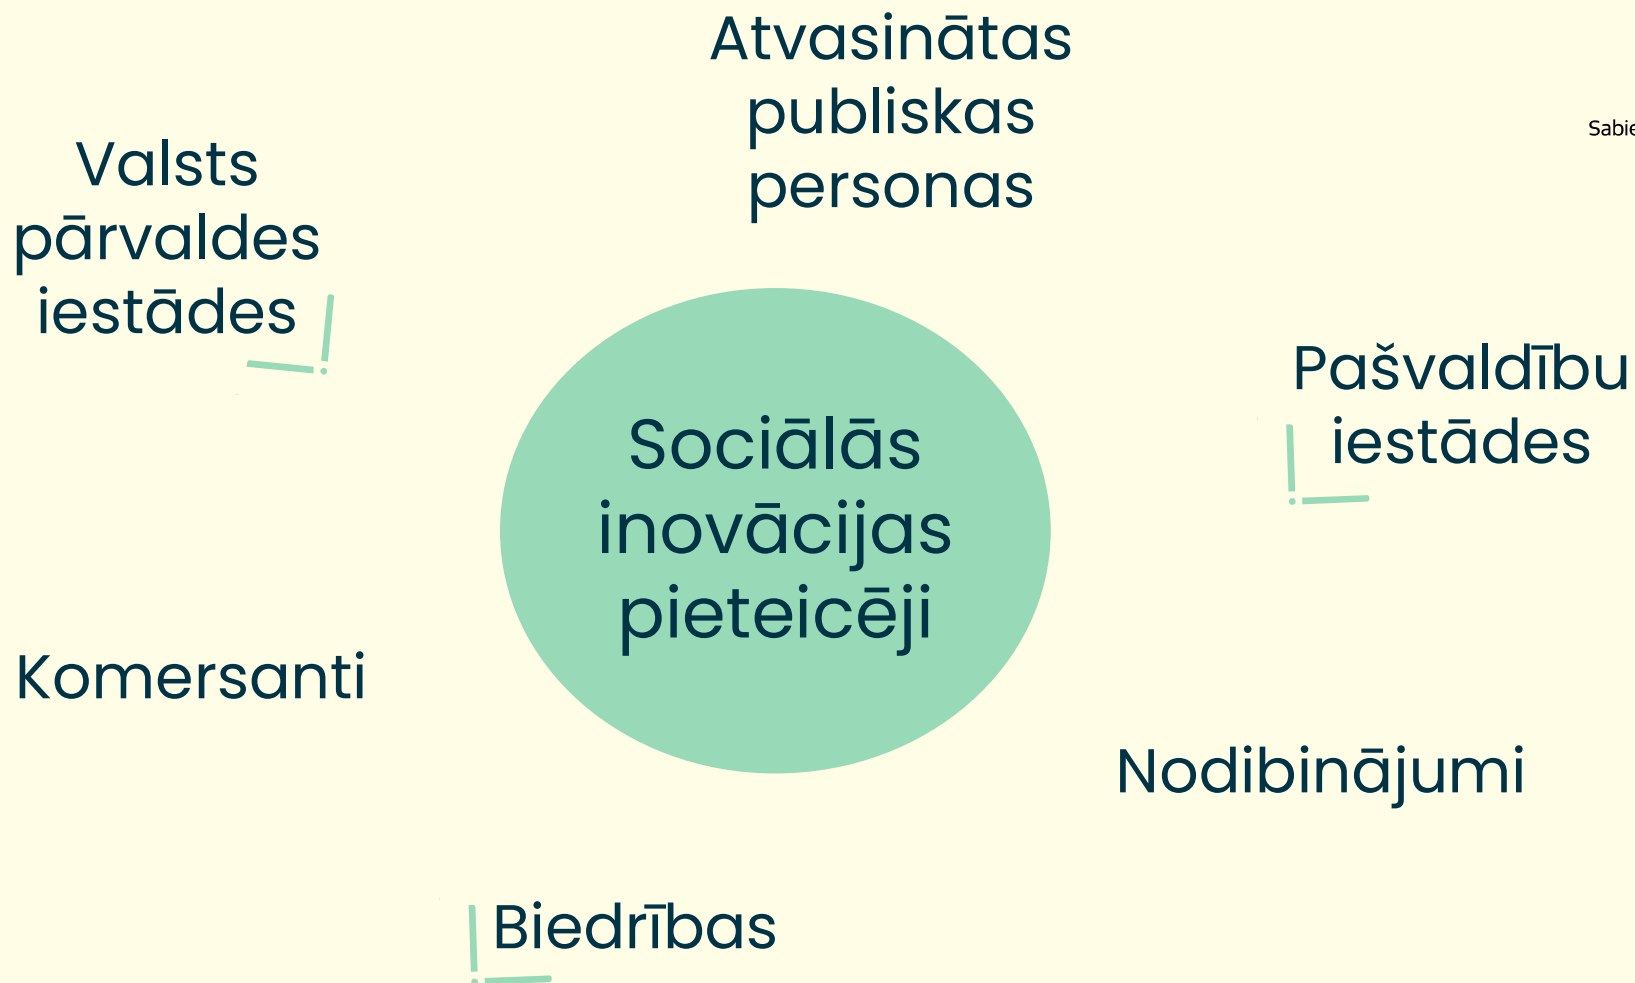 Atvasinātas
publiskas
personas
Valsts
pārvaldes
iestādes
Pašvaldību
iestādes
Sociālās
inovācijas
pieteicēji
Komersanti
Nodibinājumi
Biedrības